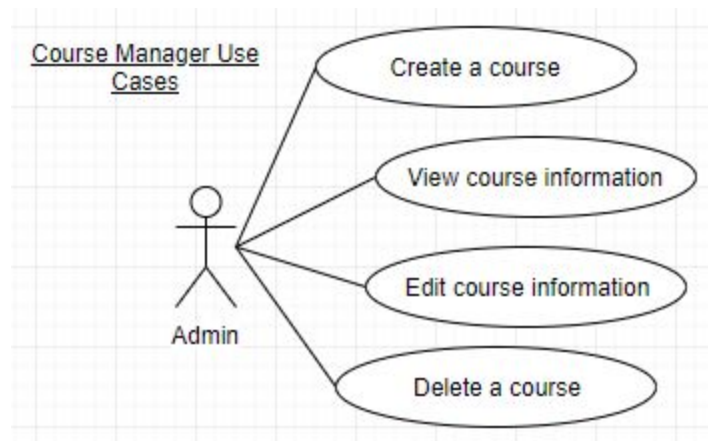 Course Manager Use
Cases
Create a course
View course information
Edit course information
Delete a course
Admin